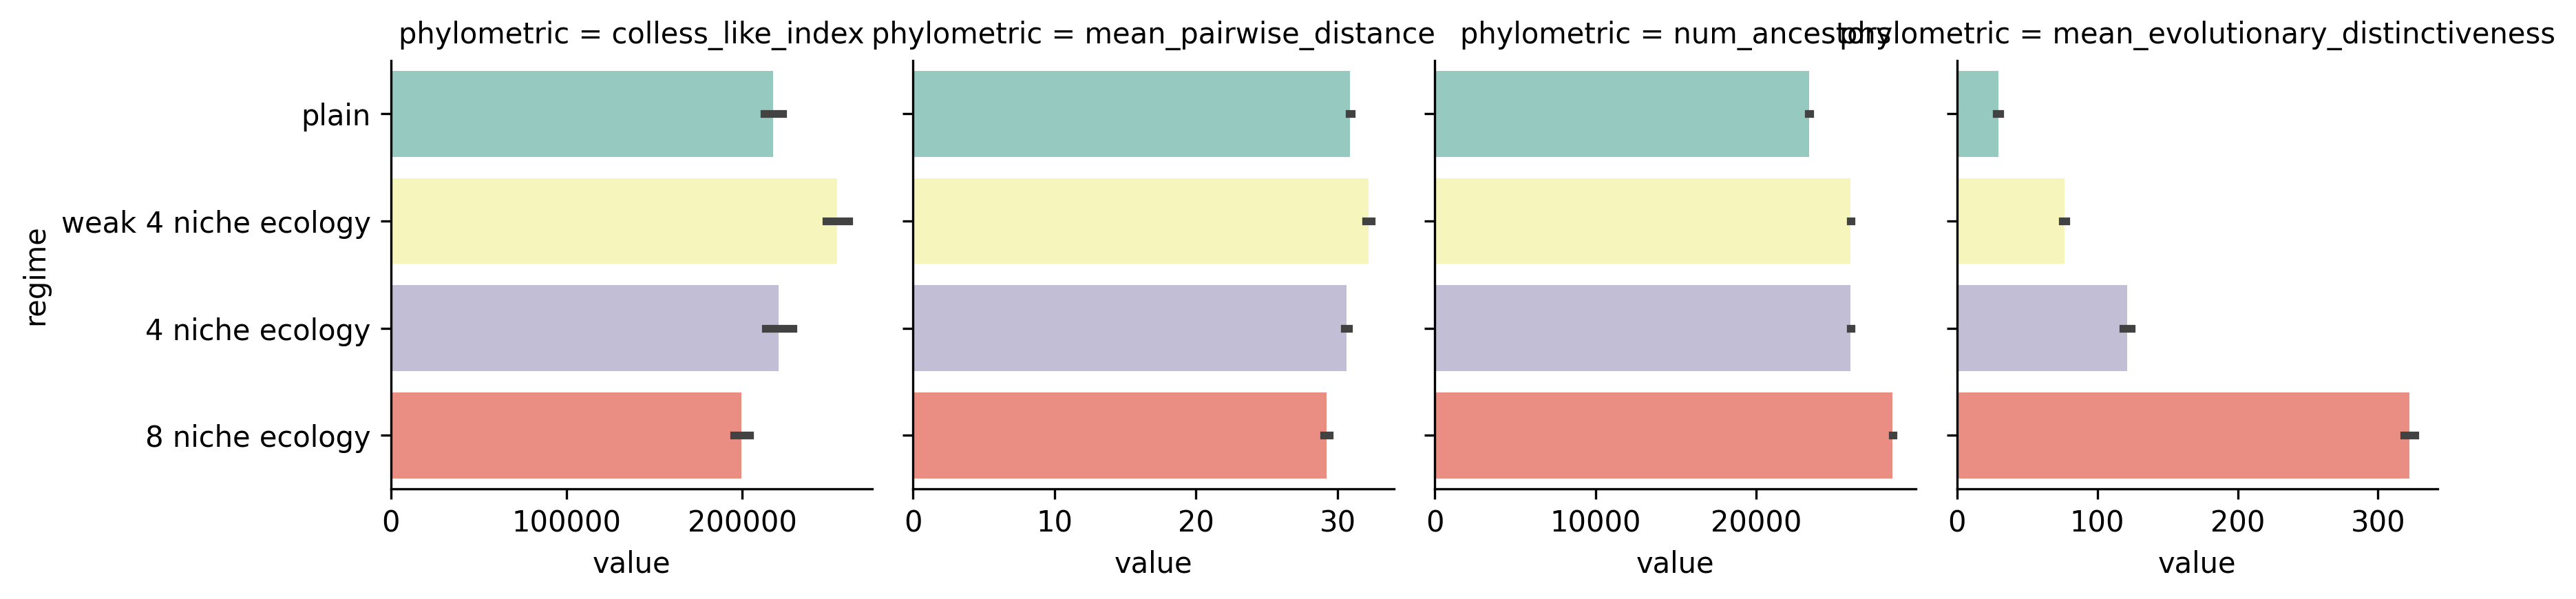 phylometric = colless_like_index
phylometric = mean_pairwise_distance
phylometric = num_ancestors
phylometric = mean_evolutionary_distinctiveness
regime
plain
weak 4 niche ecology
4 niche ecology
8 niche ecology
0 100000 200000
0 10 20 30
0 10000 20000
0 100 200 300
value value value value